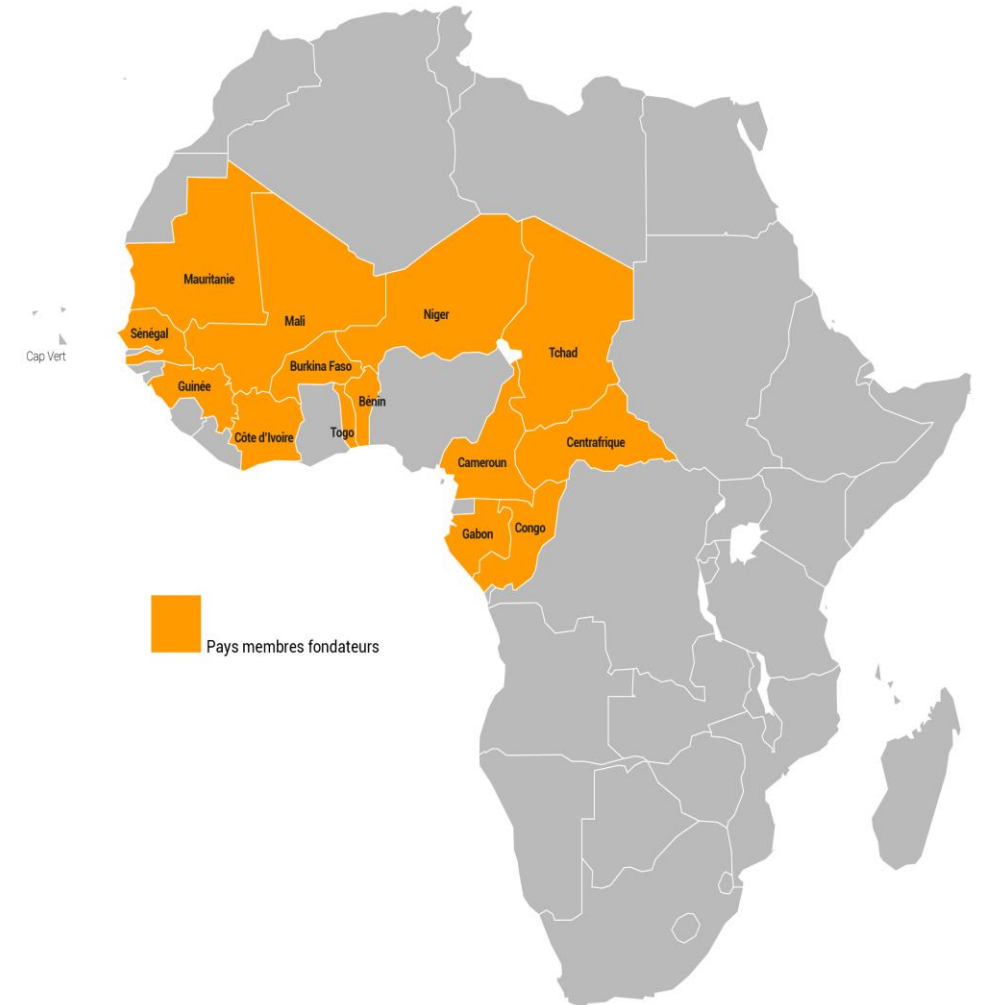 Mauritanie
Mali
Niger
Tchad
Sénégal
Cap Vert
Burkina Faso
Guinée
Bénin
Togo
Côte d'Ivoire
Centrafrique
Cameroun
Congo
Gabon
Pays membres fondateurs